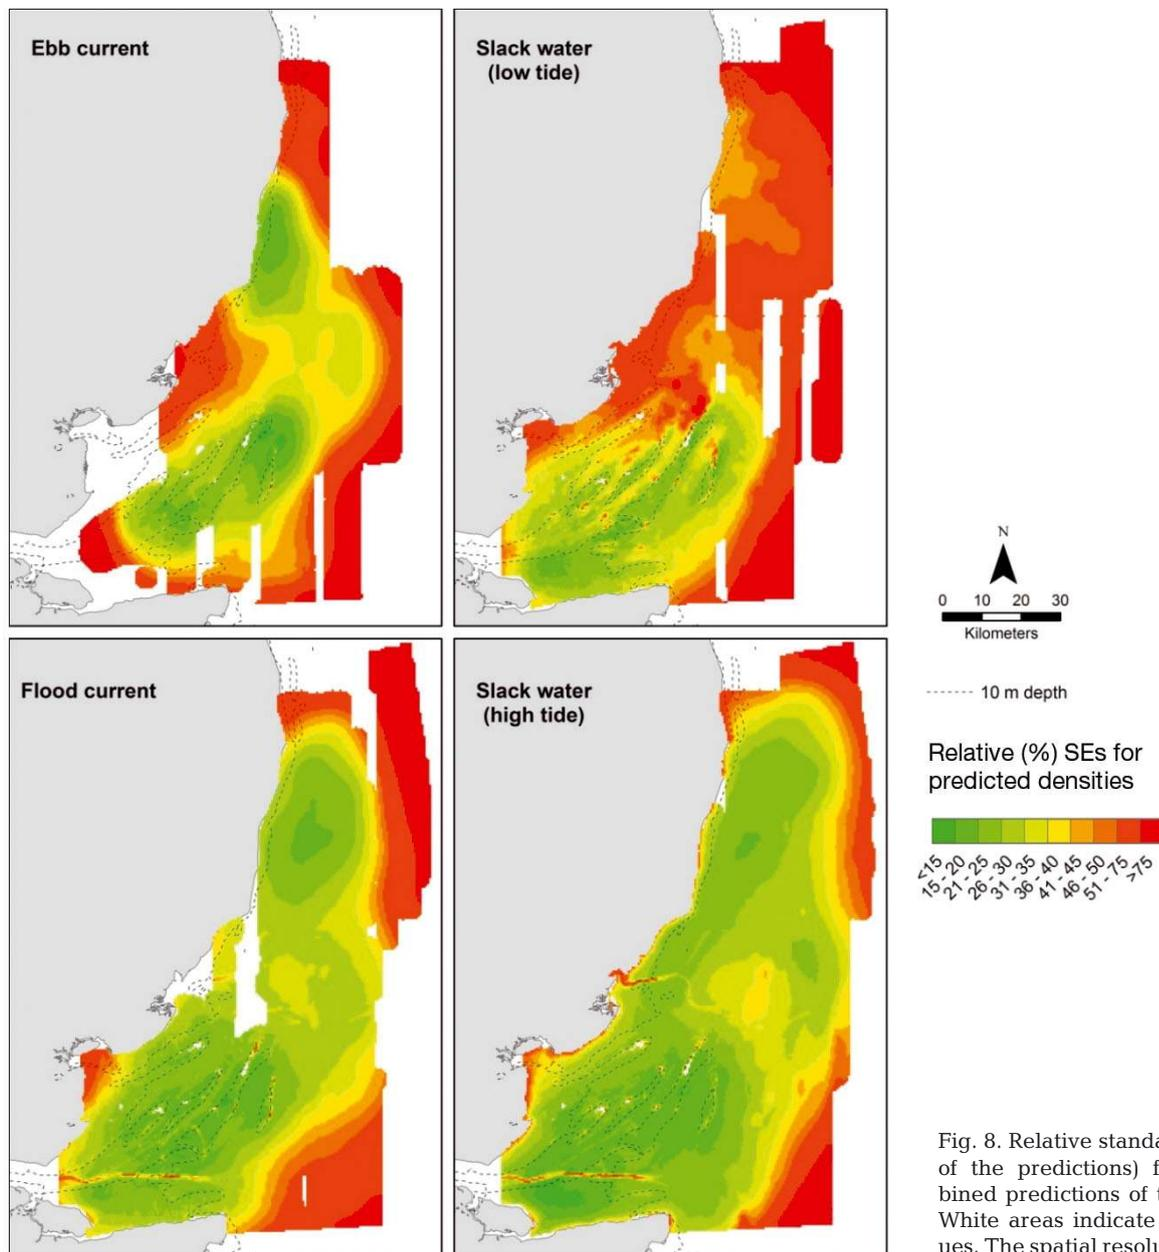 Ebb current
Slack water
(low tide)
Flood current
Slack water
(high tide)
N
0 10 20 30
Kilometers
10 m depth
Relative (%) SEs for
predicted densities
<15
15 - 20
21 - 25
26 - 30
31 - 35
36 - 40
41 - 45
46 - 50
51 - 75
>75
Fig. 8. Relative standa
of the predictions) f
bined predictions of t
White areas indicate
ues. The spatial resolu